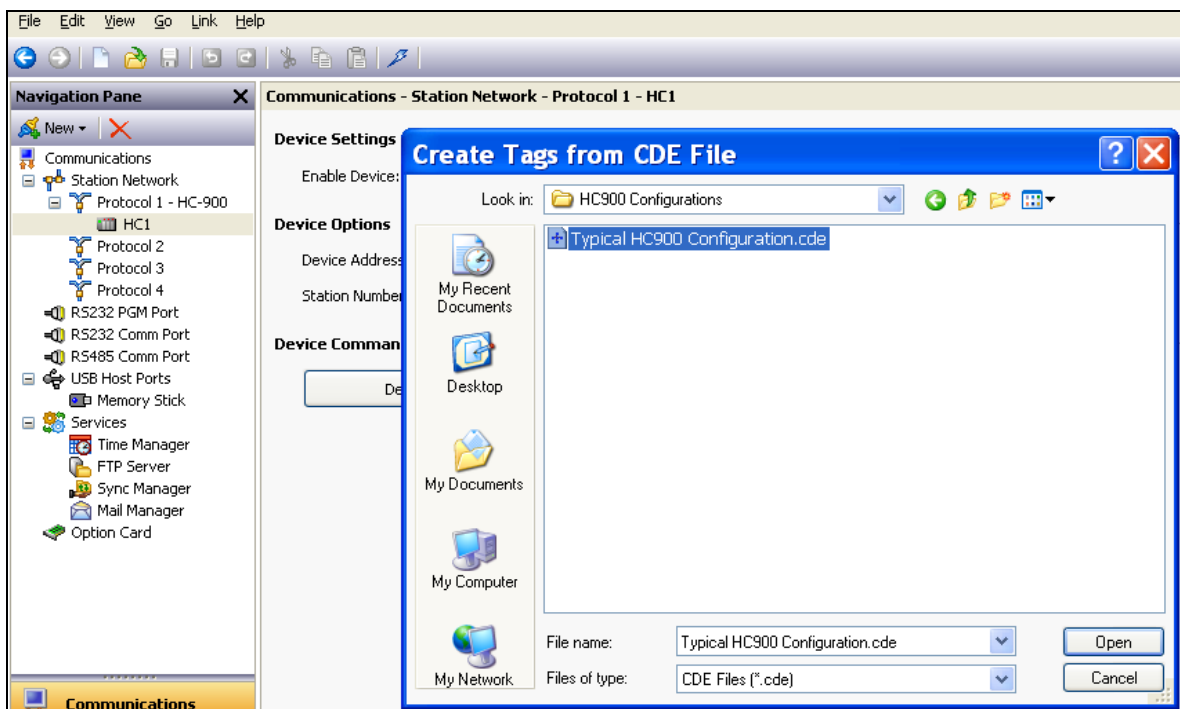 File Edit View Go Link Help
Navigation Pane
New
Communications
Station Network
Protocol 1 - HC-900
HC1
Protocol 2
Protocol 3
Protocol 4
RS232 PGM Port
RS232 Comm Port
RS485 Comm Port
USB Host Ports
Memory Stick
Services
Time Manager
FTP Server
Sync Manager
Mail Manager
Option Card
Communications
Communications - Station Network - Protocol 1 - HC1
Device Settings
Enable Device:
Device Options
Device Address
Station Number
Device Comman
De
Create Tags from CDE File
Look in: HC900 Configurations
Typical HC900 Configuration.cde
My Recent
Documents
Desktop
My Documents
My Computer
My Network
File name: Typical HC900 Configuration.cde Open
Files of type: CDE Files (*.cde) Cancel